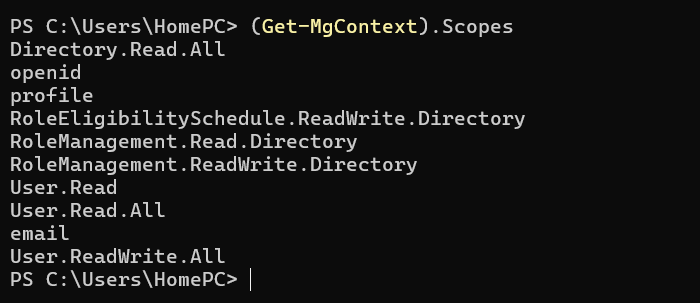 PS C:\Users\HomePC> (Get-MgContext).Scopes
Directory.Read.All
openid
profile
RoleEligibilitySchedule.ReadWrite.Directory
RoleManagement.Read.Directory
RoleManagement.ReadWrite.Directory
User.Read
User.Read.All
email
User.ReadWrite.All
PS C:\Users\HomePC>